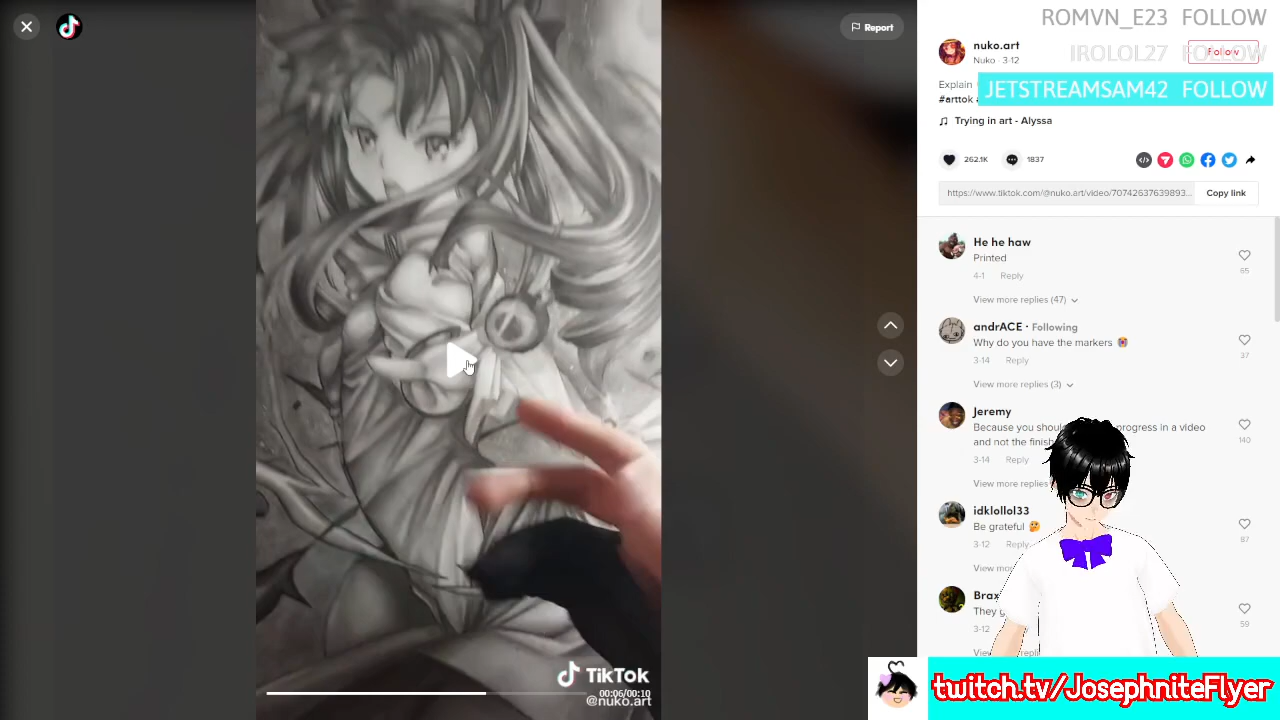 Report
TikTok
00:06/00:10
@nuko.art
ROMVN_E23 FOLLOW
IROLOL27 FOLLOW
JETSTREAMSAM42 FOLLOW
nuko.art
Nuko · 3-12
Follow
Explain
#arttok
Trying in art - Alyssa
262.1K
1837
https://www.tiktok.com/@nuko.art/video/70742637639893...
Copy link
He he haw
Printed
65
4-1 Reply
View more replies (47)
andrACE · Following
Why do you have the markers
37
3-14 Reply
View more replies (3)
Jeremy
Because you progress in a video
and not the
140
3-14 Reply
View more replies
idklollol33
Be grateful 🤔
87
3-12 Reply
View
They
59
3-12
twitch.tv/JosephniteFlyer